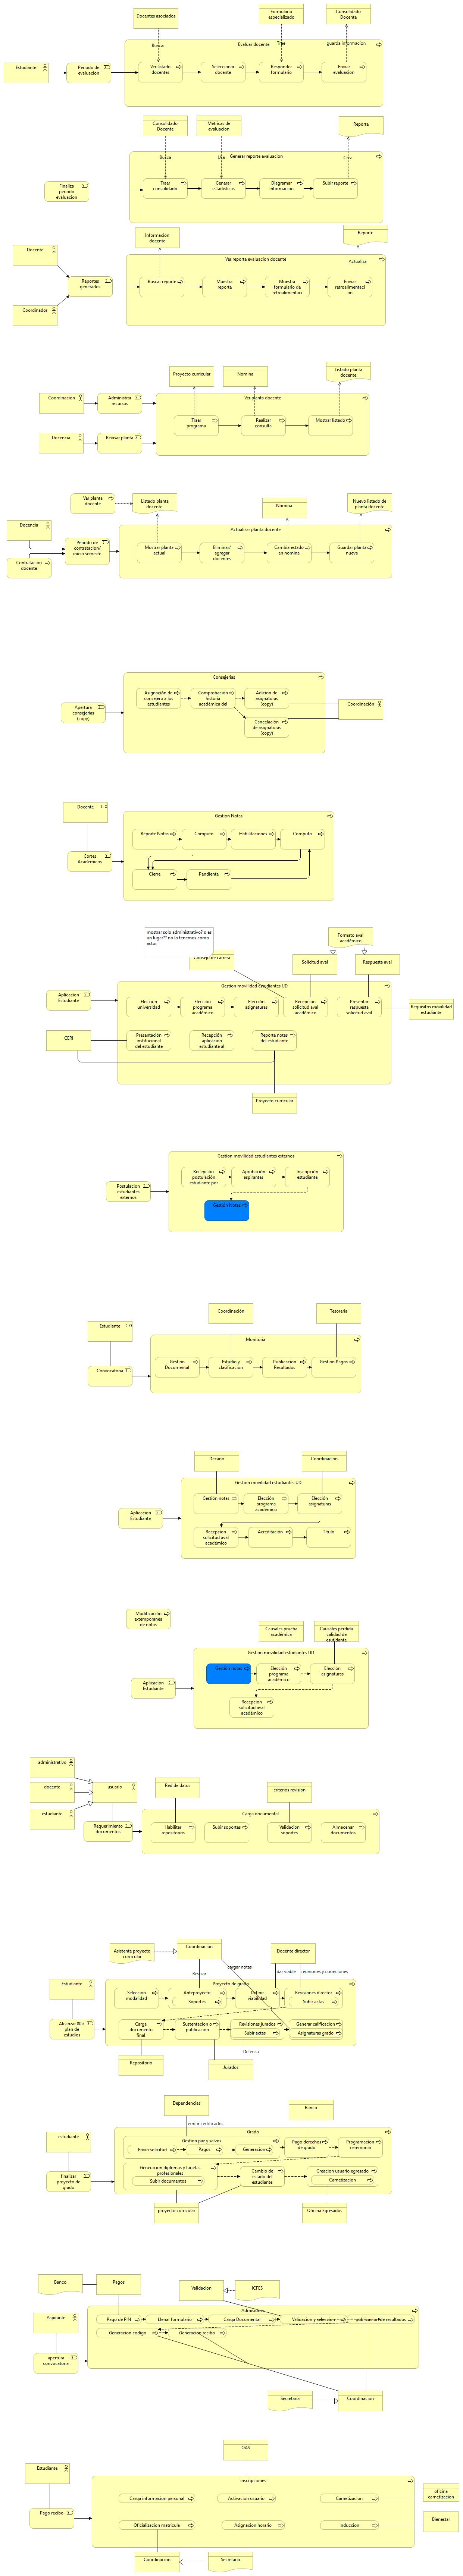 Docentes asociados
Formulario
especializado
Consolidado
Docente
Buscar
Evaluar docente
Trae
guarda informacion
Estudiante
Periodo de
evaluacion
Ver listado
docentes
Seleccionar
docente
Responder
formulario
Enviar
evaluacion
Consolidado
Docente
Metricas de
evaluacion
Reporte
Busca
Usa
Generar reporte evaluacion
Crea
Finaliza
periodo
evaluacion
Traer
consolidado
Generar
estadisticas
Diagramar
informacion
Subir reporte
Informacion
docente
Reporte
Docente
Ver reporte evaluacion docente
Actualiza
Reportes
generados
Buscar reporte
Muestra
reporte
Muestra
formulario de
retroalimentaci
Enviar
retroalimentaci
on
Coordinador
Proyecto curricular
Nomina
Listado planta
docente
Coordinacion
Administrar
recursos
Ver planta docente
Docencia
Revisar planta
Traer
programa
Realizar
consulta
Mostrar listado
Ver planta
docente
Listado planta
docente
Nomina
Nuevo listado de
planta docente
Docencia
Actualizar planta docente
Periodo de
contratacion/
inicio semeste
Mostrar planta
actual
Eliminar/
agregar
docentes
Cambia estado
en nomina
Guardar planta
nueva
Contratación
docente
Consejerias
Asignación de
consejero a los
estudiantes
Comprobación
historia
académica del
Adicion de
asignaturas
(copy)
Apertura
consejerias
(copy)
Coordinación
Cancelación
de asignaturas
(copy)
Docente
Gestion Notas
Reporte Notas
Computo
Habilitaciones
Computo
Cortes
Academicos
Cierre
Pendiente
mostrar solo administrativo? o es
un lugar?? no lo tenemos como
actor
Formato aval
académico
Concejo de carrera
Solicitud aval
Respuesta aval
Gestion movilidad estudiantes UD
Aplicacion
Estudiante
Elección
universidad
Elección
programa
académico
Elección
asignaturas
Recepcion
solicitud aval
académico
Presentar
respuesta
solicitud aval
Requisitos movilidad
estudiante
CERI
Presentación
institucional
del estudiante
Recepción
aplicación
estudiante al
Reporte notas
del estudiante
Proyecto curricular
Gestion movilidad estudiantes externos
Postulacion
estudiantes
externos
Recepción
postulación
estudiante por
Aprobación
aspirantes
Inscripción
estudiante
Gestión Notas
Coordinación
Tesoreria
Estudiante
Monitoria
Convocatoria
Gestion
Documental
Estudio y
clasificacion
Publicacion
Resultados
Gestion Pagos
Decano
Coordinacion
Gestion movilidad estudiantes UD
Gestión notas
Elección
programa
académico
Elección
asignaturas
Aplicacion
Estudiante
Recepcion
solicitud aval
académico
Acreditación
Titulo
Modificación
extemporanea
de notas
Causales prueba
académica
Causales pérdida
calidad de
estudiante
Gestion movilidad estudiantes UD
Gestión notas
Elección
programa
académico
Elección
asignaturas
Aplicacion
Estudiante
Recepcion
solicitud aval
académico
administrativo
docente
estudiante
usuario
Red de datos
criterios revision
Requerimiento
documentos
Carga documental
Habilitar
repositorios
Subir soportes
Validacion
soportes
Almacenar
documentos
Asistente proyecto
curricular
Coordinacion
Docente director
cargar notas
Revisar
dar viable
reuniones y correciones
Estudiante
Proyecto de grado
Seleccion
modalidad
Anteproyecto
Soportes
Definir
viabilidad
Revisiones director
Subir actas
Alcanzar 80%
plan de
estudios
Carga
documento
final
Sustentacion o
publicacion
Revisiones jurados
Subir actas
Generar calificacion
Asignaturas grado
Defensa
Repositorio
Jurados
Dependencias
Banco
emitir certificados
estudiante
Grado
Gestion paz y salvos
Envio solicitud
Pagos
Generacion
Pago derechos
de grado
Programacion
ceremonia
finalizar
proyecto de
grado
Generacion diplomas y tarjetas
profesionales
Subir documentos
Cambio de
estado del
estudiante
Creacion usuario egresado
Carnetizacion
proyecto curricular
Oficina Egresados
Banco
Pagos
Validacion
ICFES
Aspirante
Admisiones
Pago de PIN
Llenar formulario
Carga Documental
Validacion y seleccion
publicacion de resultados
apertura
convocatoria
Generacion codigo
Generacion recibo
Secretaria
Coordinacion
OAS
Estudiante
inscripciones
Carga informacion personal
Activacion usuario
Carnetizacion
oficina
carnetizacion
Pago recibo
Oficializacion matricula
Asignacion horario
Induccion
Bienestar
Coordinacion
Secretaria